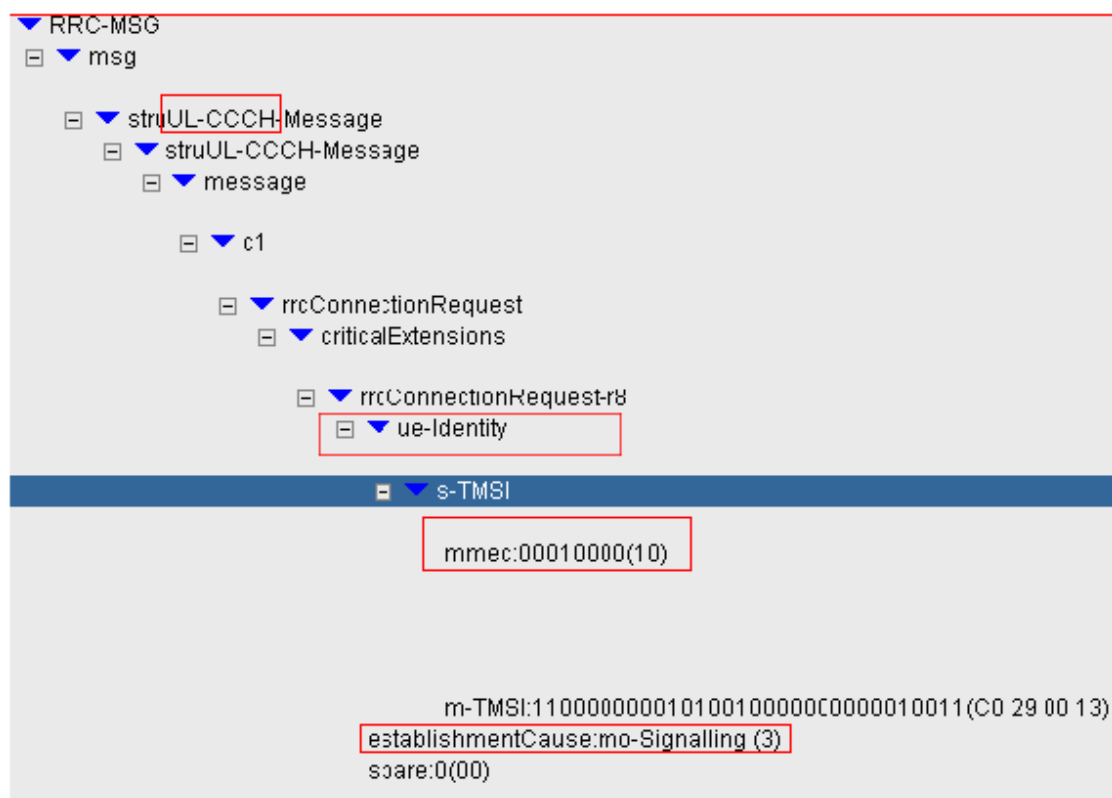 RRC-MSG
msg
struUL-CCCH-Message
struUL-CCCH-Message
message
c1
rrcConnectionRequest
criticalExtensions
rrcConnectionRequest-r8
ue-Identity
s-TMSI
mmec:00010000(10)
m-TMSI:11000000001010010000000000010011(C0 29 00 13)
establishmentCause:mo-Signalling (3)
spare:0(00)